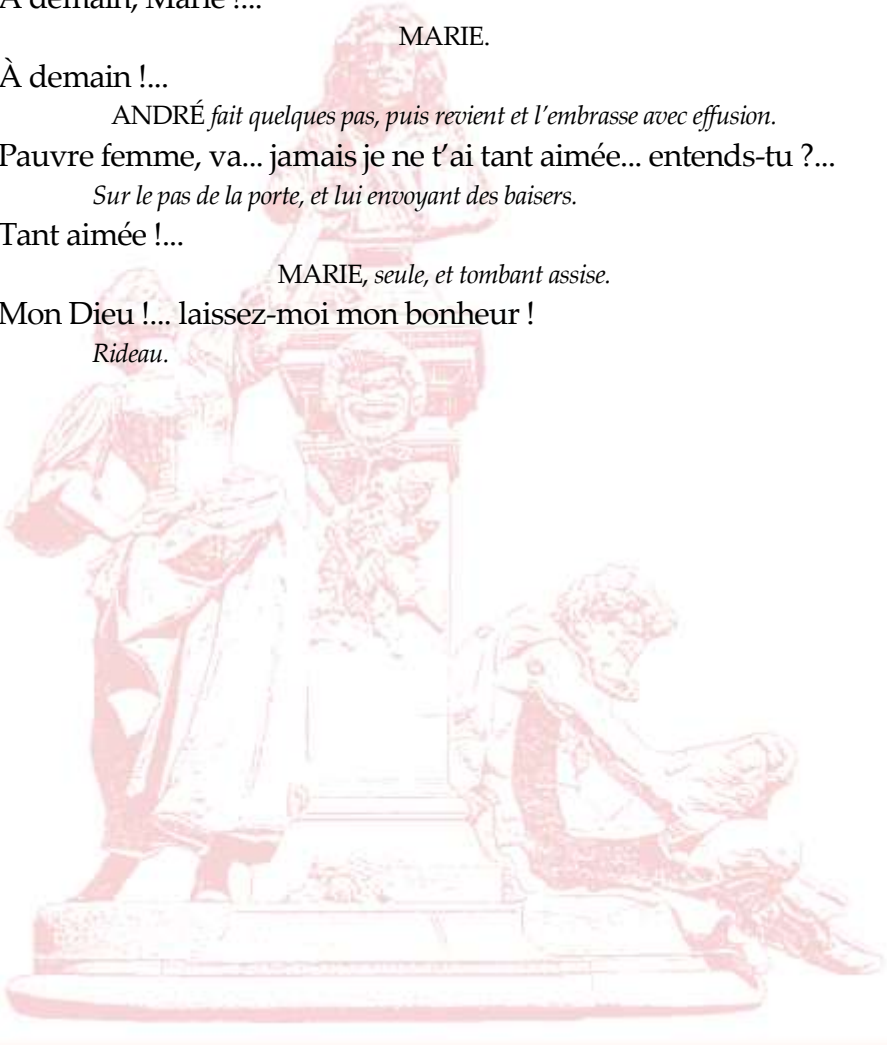 À demain, Marie !...
MARIE.
À demain !...
ANDRÉ fait quelques pas, puis revient et l’embrasse avec effusion.
Pauvre femme, va... jamais je ne t’ai tant aimée... entends-tu ?...
Sur le pas de la porte, et lui envoyant des baisers.
Tant aimée !...
MARIE, seule, et tombant assise.
Mon Dieu !... laissez-moi mon bonheur !
Rideau.